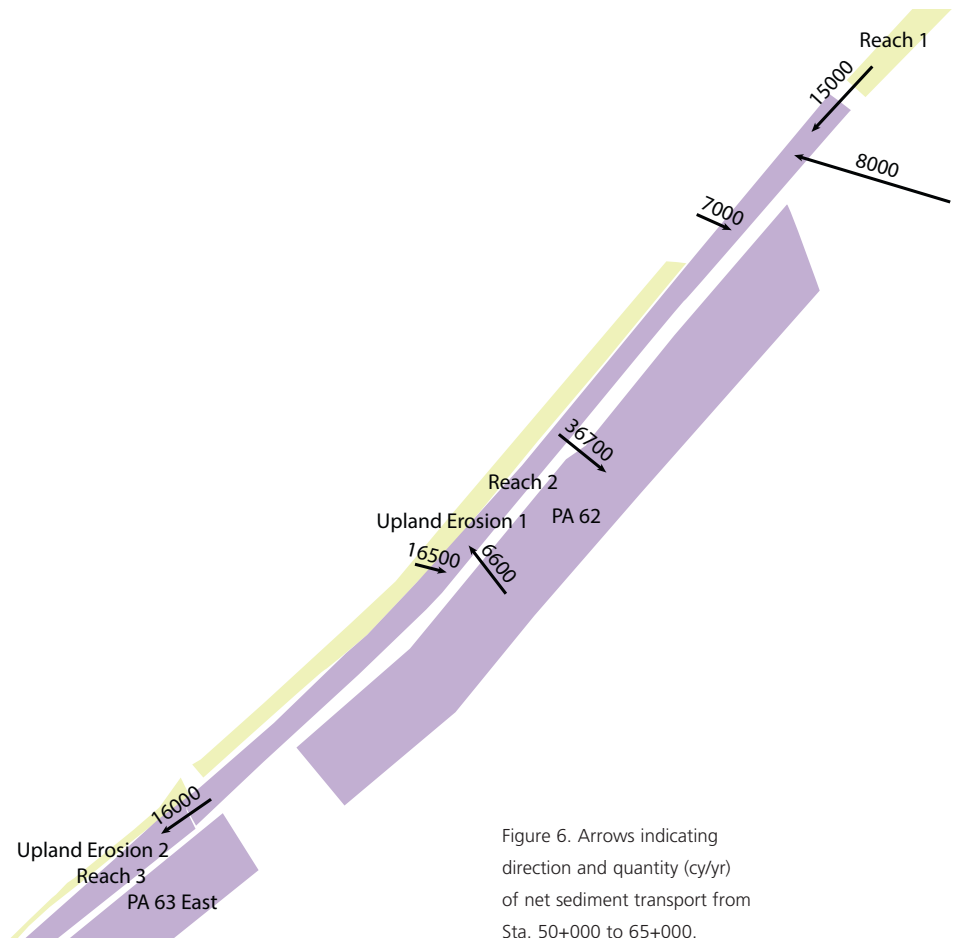 Reach 1
15000
8000
7000
36700
Reach 2
PA 62
Upland Erosion 1
16500
6600
16000
Upland Erosion 2
Reach 3
PA 63 East
Figure 6. Arrows indicating
direction and quantity (cy/yr)
of net sediment transport from
Sta. 50+000 to 65+000.